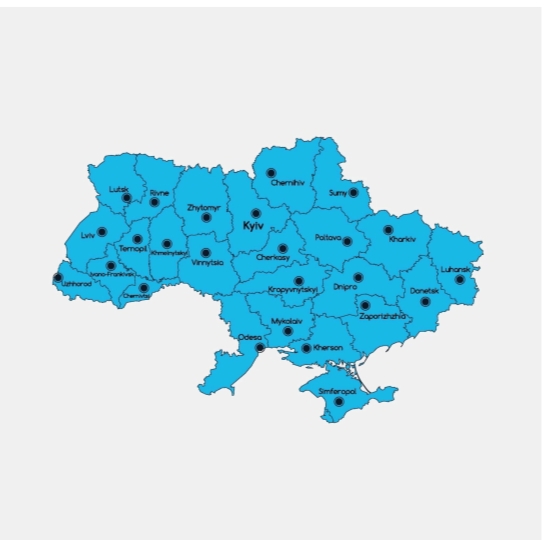 Chernihiv
Lutsk
Rivne
Sumy
Zhytomyr
Kyiv
Lviv
Poltava
Kharkiv
Ternopil
Khmelnytskyi
Cherkasy
Vinnytsia
Luhansk
Ivano-Frankivsk
Uzhhorod
Chernivtsi
Kropyvnytskyi
Dnipro
Donetsk
Zaporizhzhia
Mykolaiv
Odesa
Kherson
Simferopol